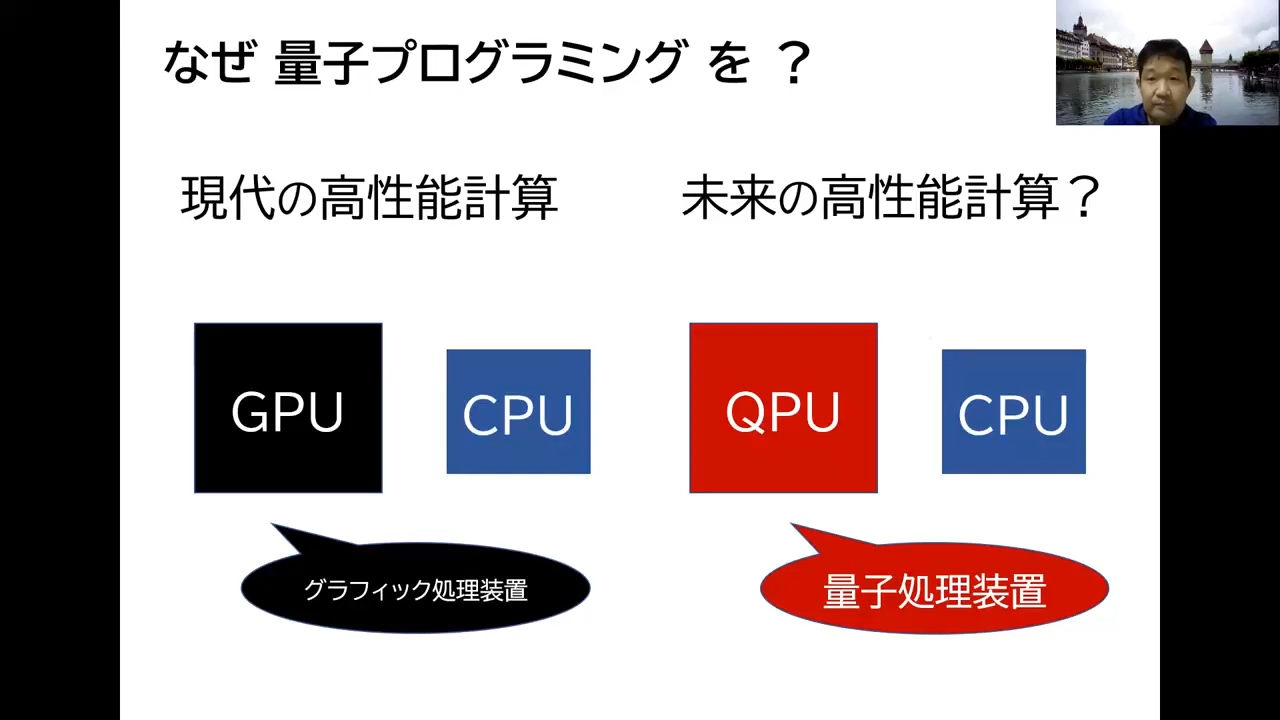 なぜ 量子プログラミング を ？
現代の高性能計算
未来の高性能計算？
GPU
CPU
QPU
CPU
グラフィック処理装置
量子処理装置